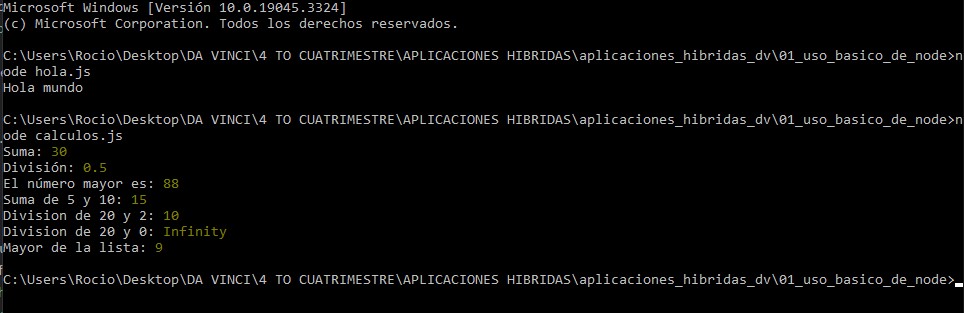 Microsoft Windows [Versión 10.0.19045.3324]
(c) Microsoft Corporation. Todos los derechos reservados.
C:\Users\Rocio\Desktop\DA VINCI\4 TO CUATRIMESTRE\APLICACIONES HIBRIDAS\aplicaciones_hibridas_dv\01_uso_basico_de_node>n
ode hola.js
Hola mundo
C:\Users\Rocio\Desktop\DA VINCI\4 TO CUATRIMESTRE\APLICACIONES HIBRIDAS\aplicaciones_hibridas_dv\01_uso_basico_de_node>n
ode calculos.js
Suma: 30
División: 0.5
El número mayor es: 88
Suma de 5 y 10: 15
Division de 20 y 2: 10
Division de 20 y 0: Infinity
Mayor de la lista: 9
C:\Users\Rocio\Desktop\DA VINCI\4 TO CUATRIMESTRE\APLICACIONES HIBRIDAS\aplicaciones_hibridas_dv\01_uso_basico_de_node>